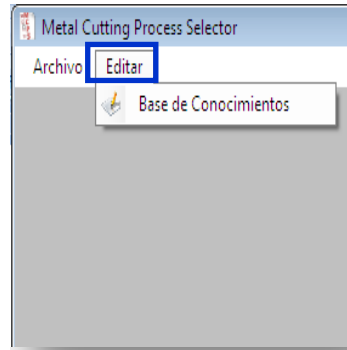 Metal Cutting Process Selector
Archivo Editar
Base de Conocimientos